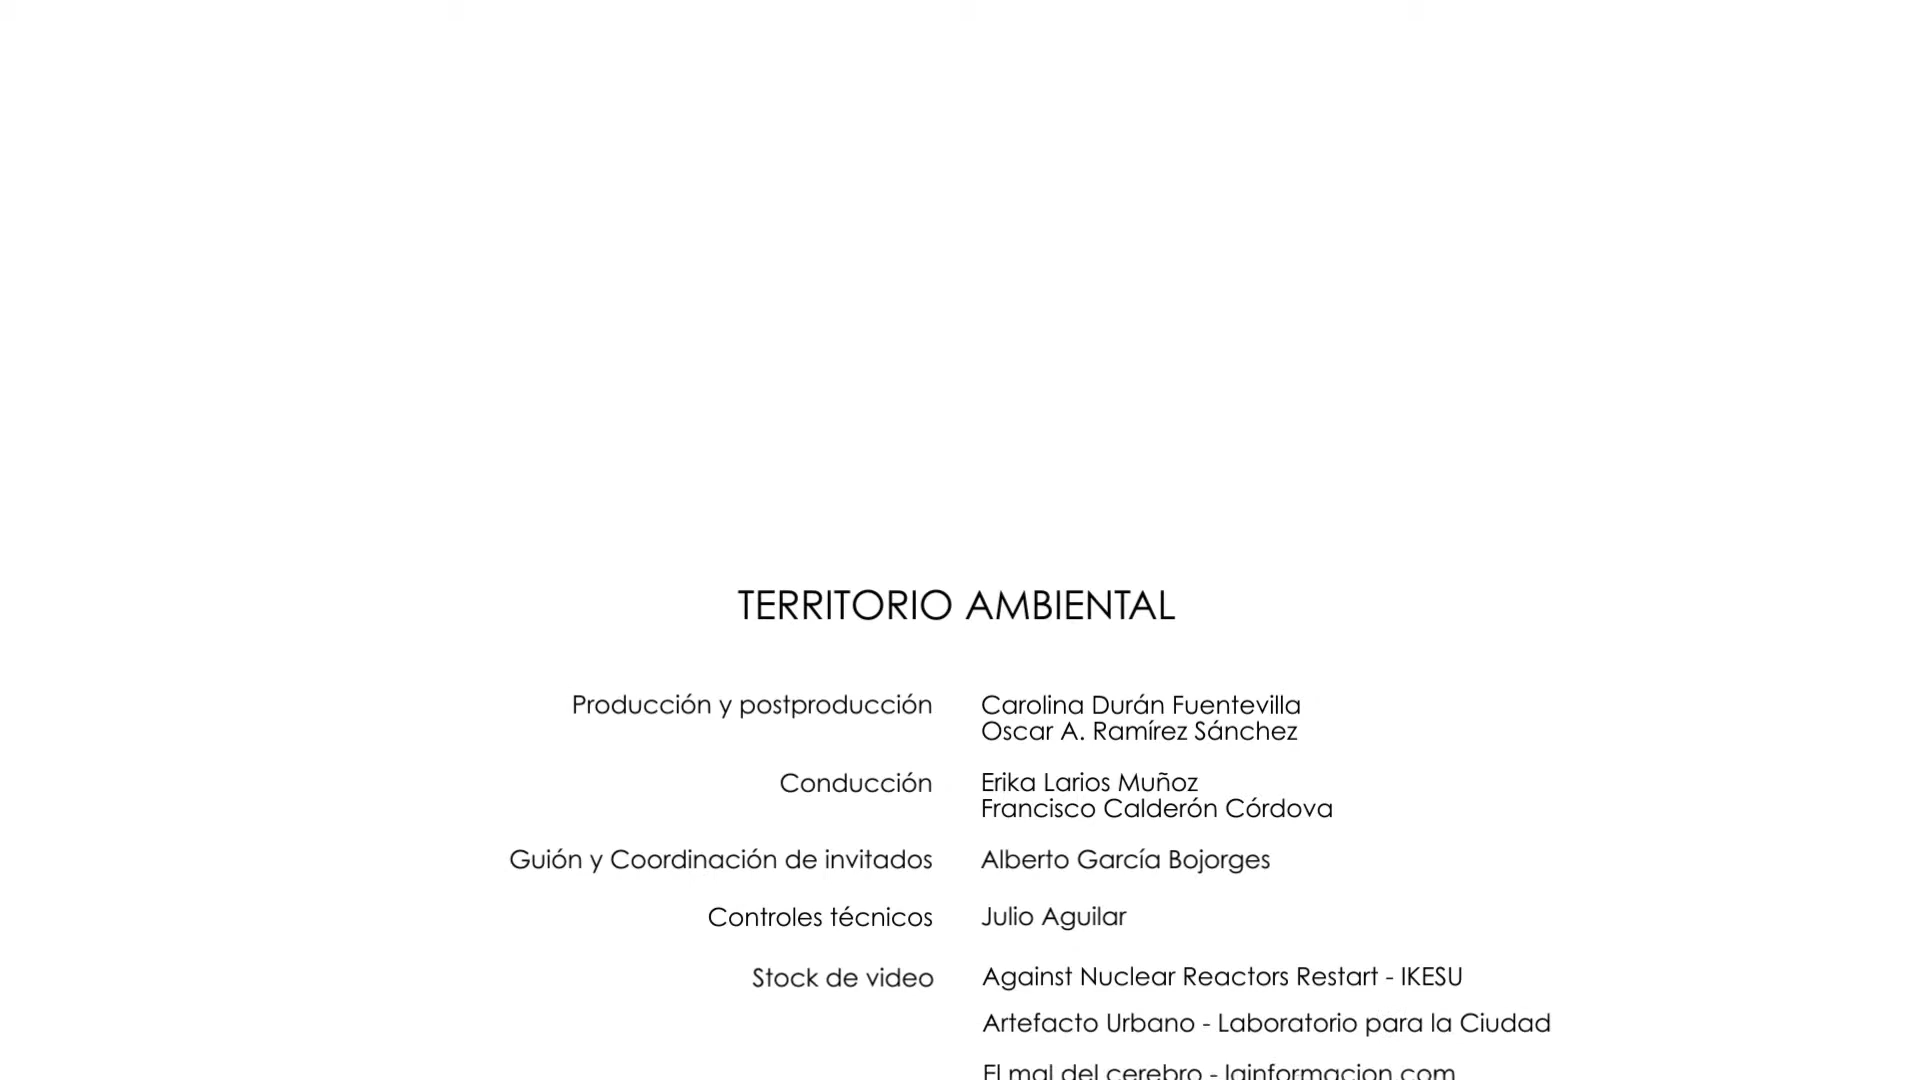 TERRITORIO AMBIENTAL
Producción y postproducción Carolina Durán Fuentevilla
Oscar A. Ramírez Sánchez
Conducción Erika Larios Muñoz
Francisco Calderón Córdova
Guión y Coordinación de invitados Alberto García Bojorges
Controles técnicos Julio Aguilar
Stock de video Against Nuclear Reactors Restart - IKESU
Artefacto Urbano - Laboratorio para la Ciudad
El mal del cerebro - lainformacion.com